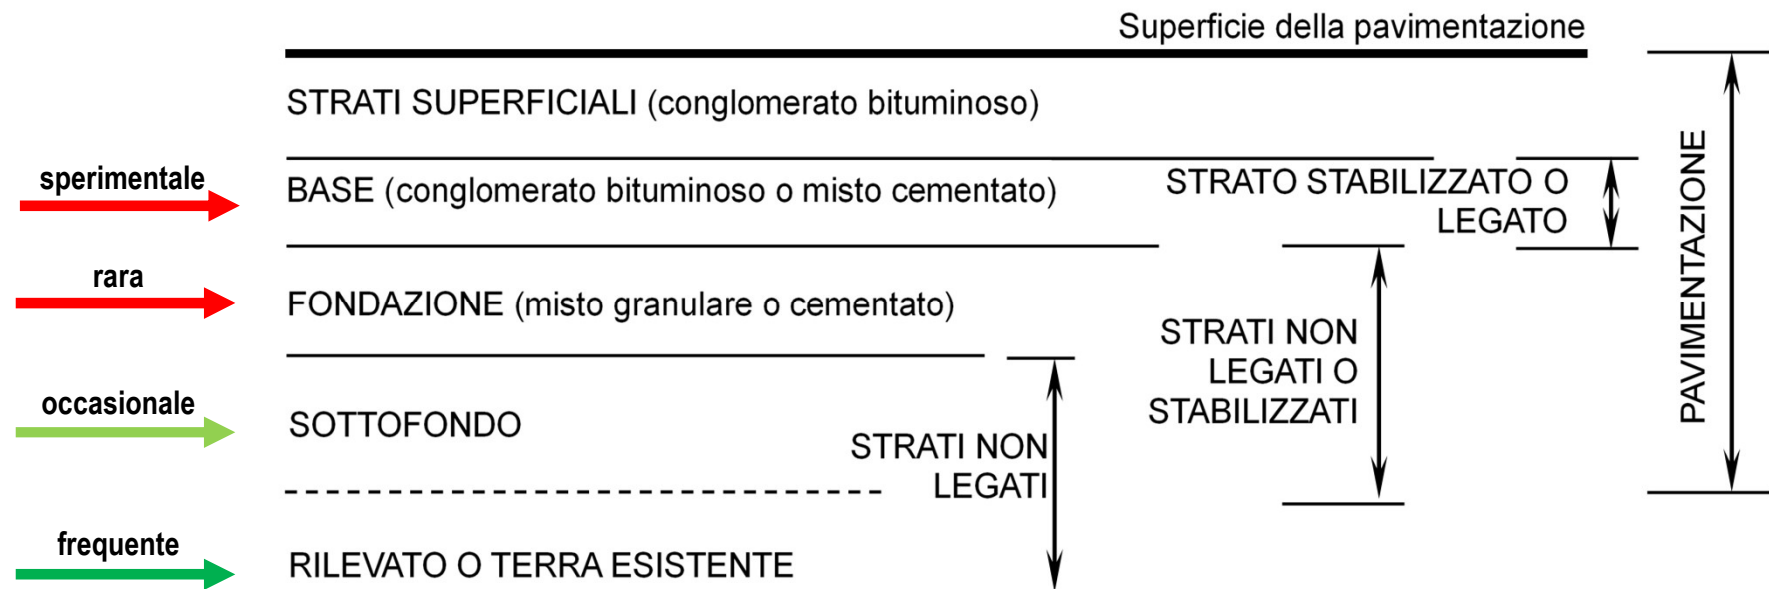 Superficie della pavimentazione
STRATI SUPERFICIALI (conglomerato bituminoso)
sperimentale
BASE (conglomerato bituminoso o misto cementato)
STRATO STABILIZZATO O
LEGATO
rara
FONDAZIONE (misto granulare o cementato)
STRATI NON
LEGATI O
STABILIZZATI
PAVIMENTAZIONE
occasionale
SOTTOFONDO
STRATI NON
LEGATI
frequente
RILEVATO O TERRA ESISTENTE